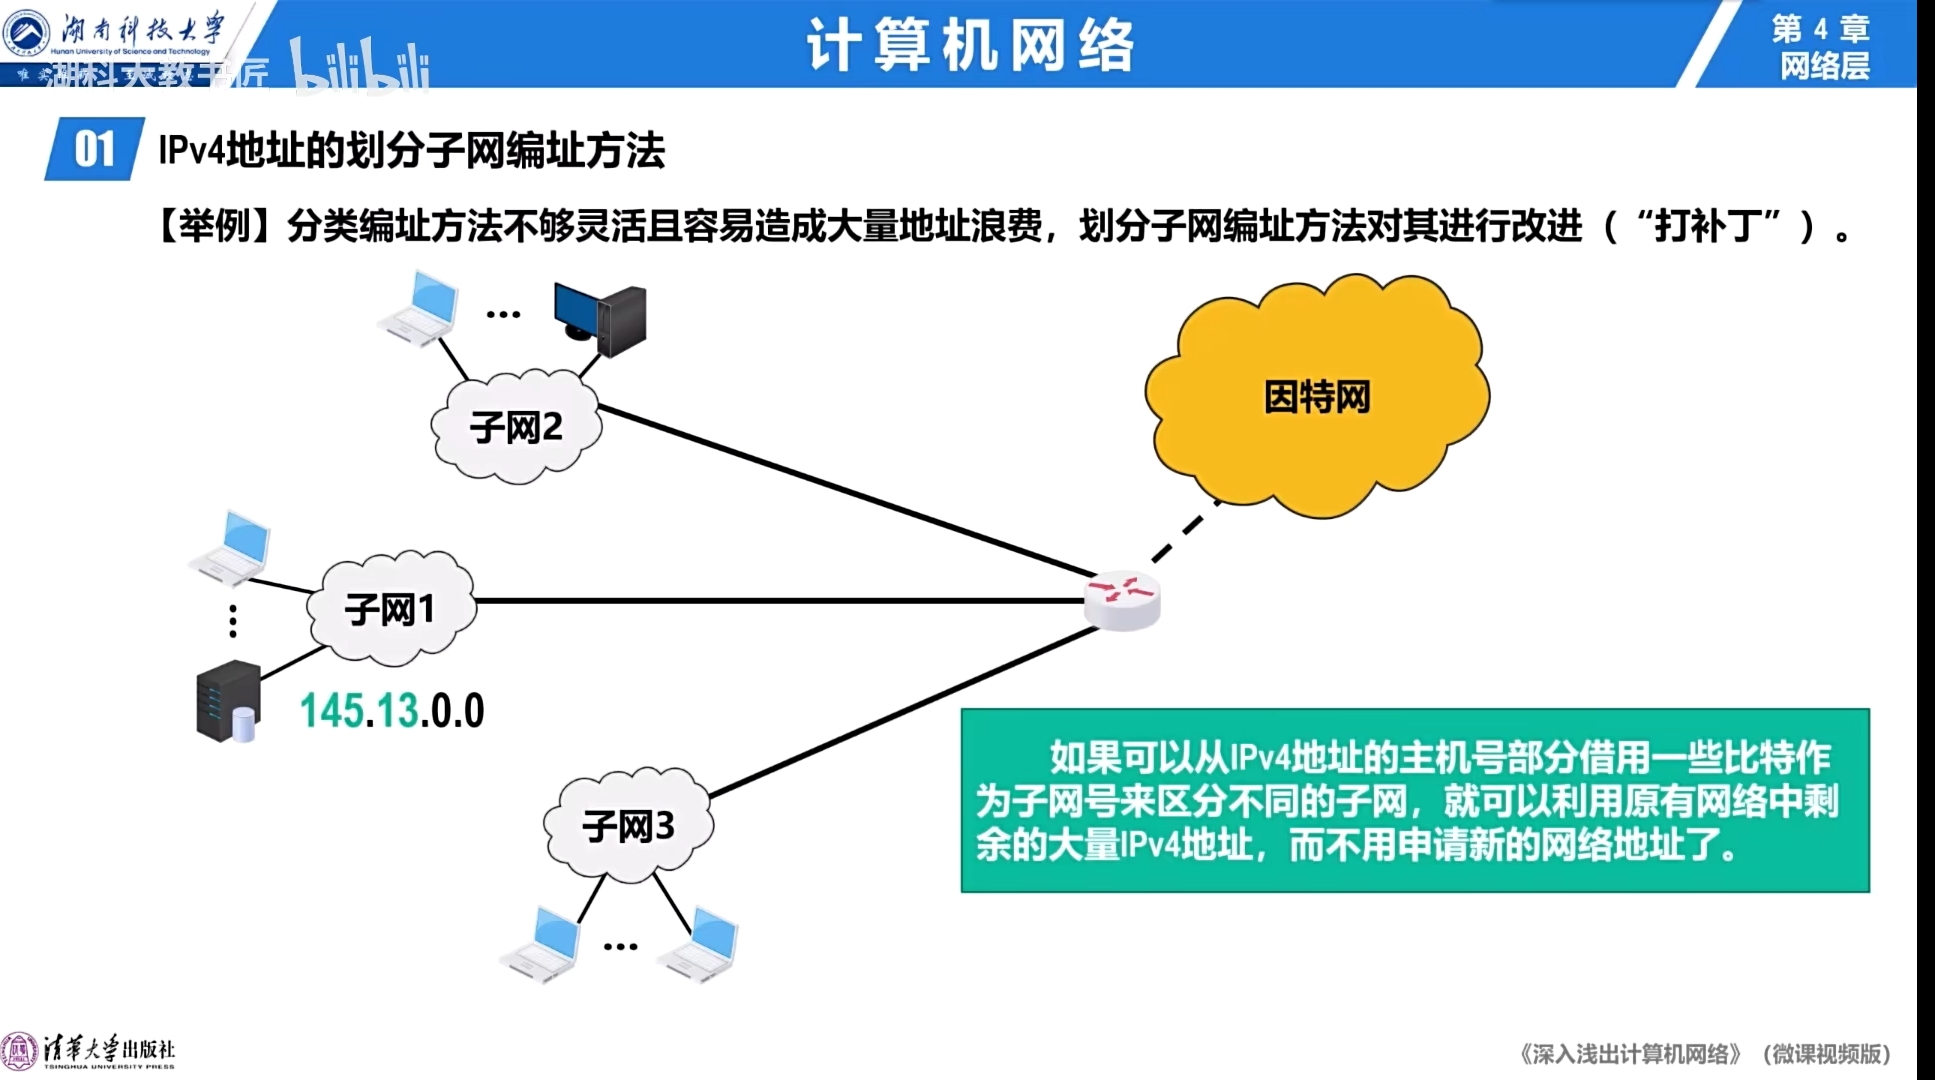 湖南科技大学
Hunan University of Science and Technology
湖科大教书匠 bilibili
计算机网络
第 4 章
网络层
01 IPv4地址的划分子网编址方法
【举例】分类编址方法不够灵活且容易造成大量地址浪费，划分子网编址方法对其进行改进（“打补丁”）。
...
子网2
因特网
子网1
145.13.0.0
子网3
...
如果可以从IPv4地址的主机号部分借用一些比特作
为子网号来区分不同的子网，就可以利用原有网络中剩
余的大量IPv4地址，而不用申请新的网络地址了。
清华大学出版社
TSINGHUA UNIVERSITY PRESS
《深入浅出计算机网络》（微课视频版）